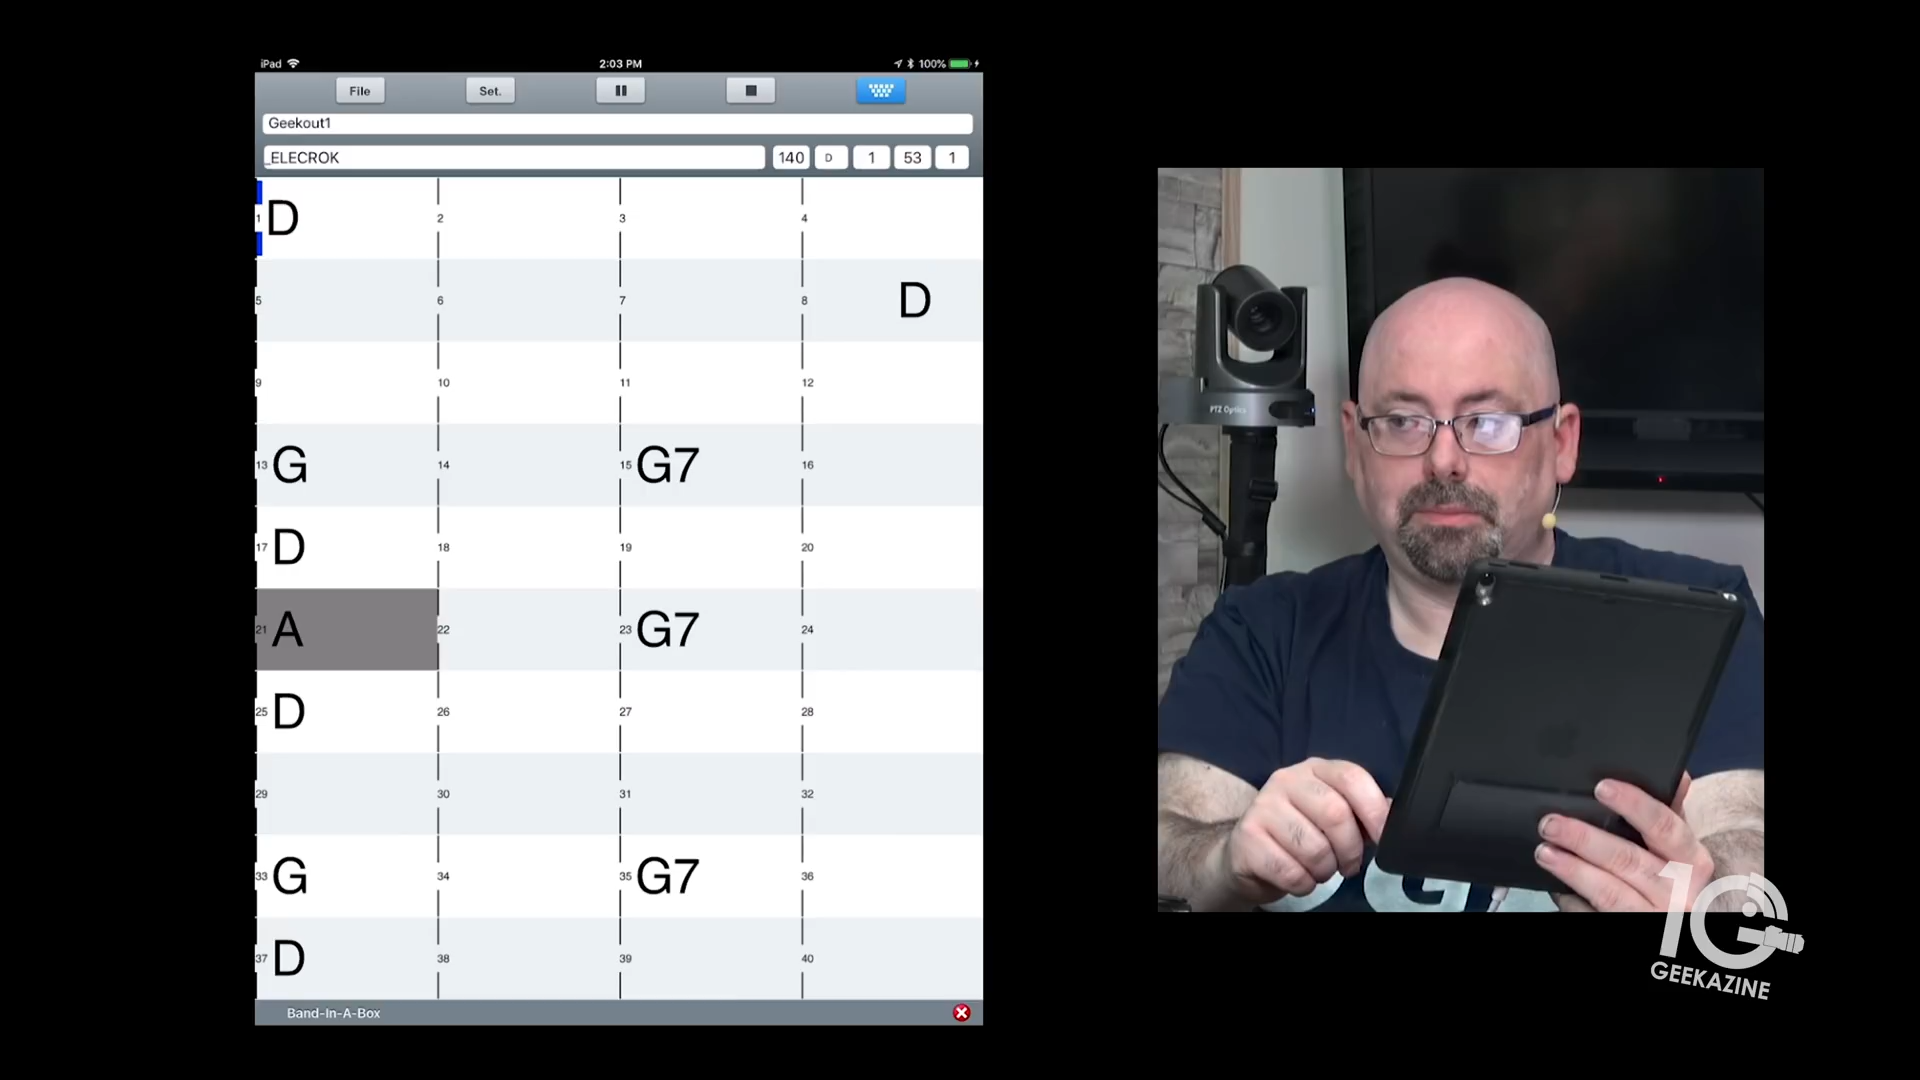 iPad 2:03 PM 100%
File Set.
Geekout1
_ELECROK 140 D 1 53 1
1 D 2 3 4
5 6 7 8 D
9 10 11 12
13 G 14 15 G7 16
17 D 18 19 20
21 A 22 23 G7 24
25 D 26 27 28
29 30 31 32
33 G 34 35 G7 36
37 D 38 39 40
Band-In-A-Box
PTZ Optics
10
GEEKAZINE